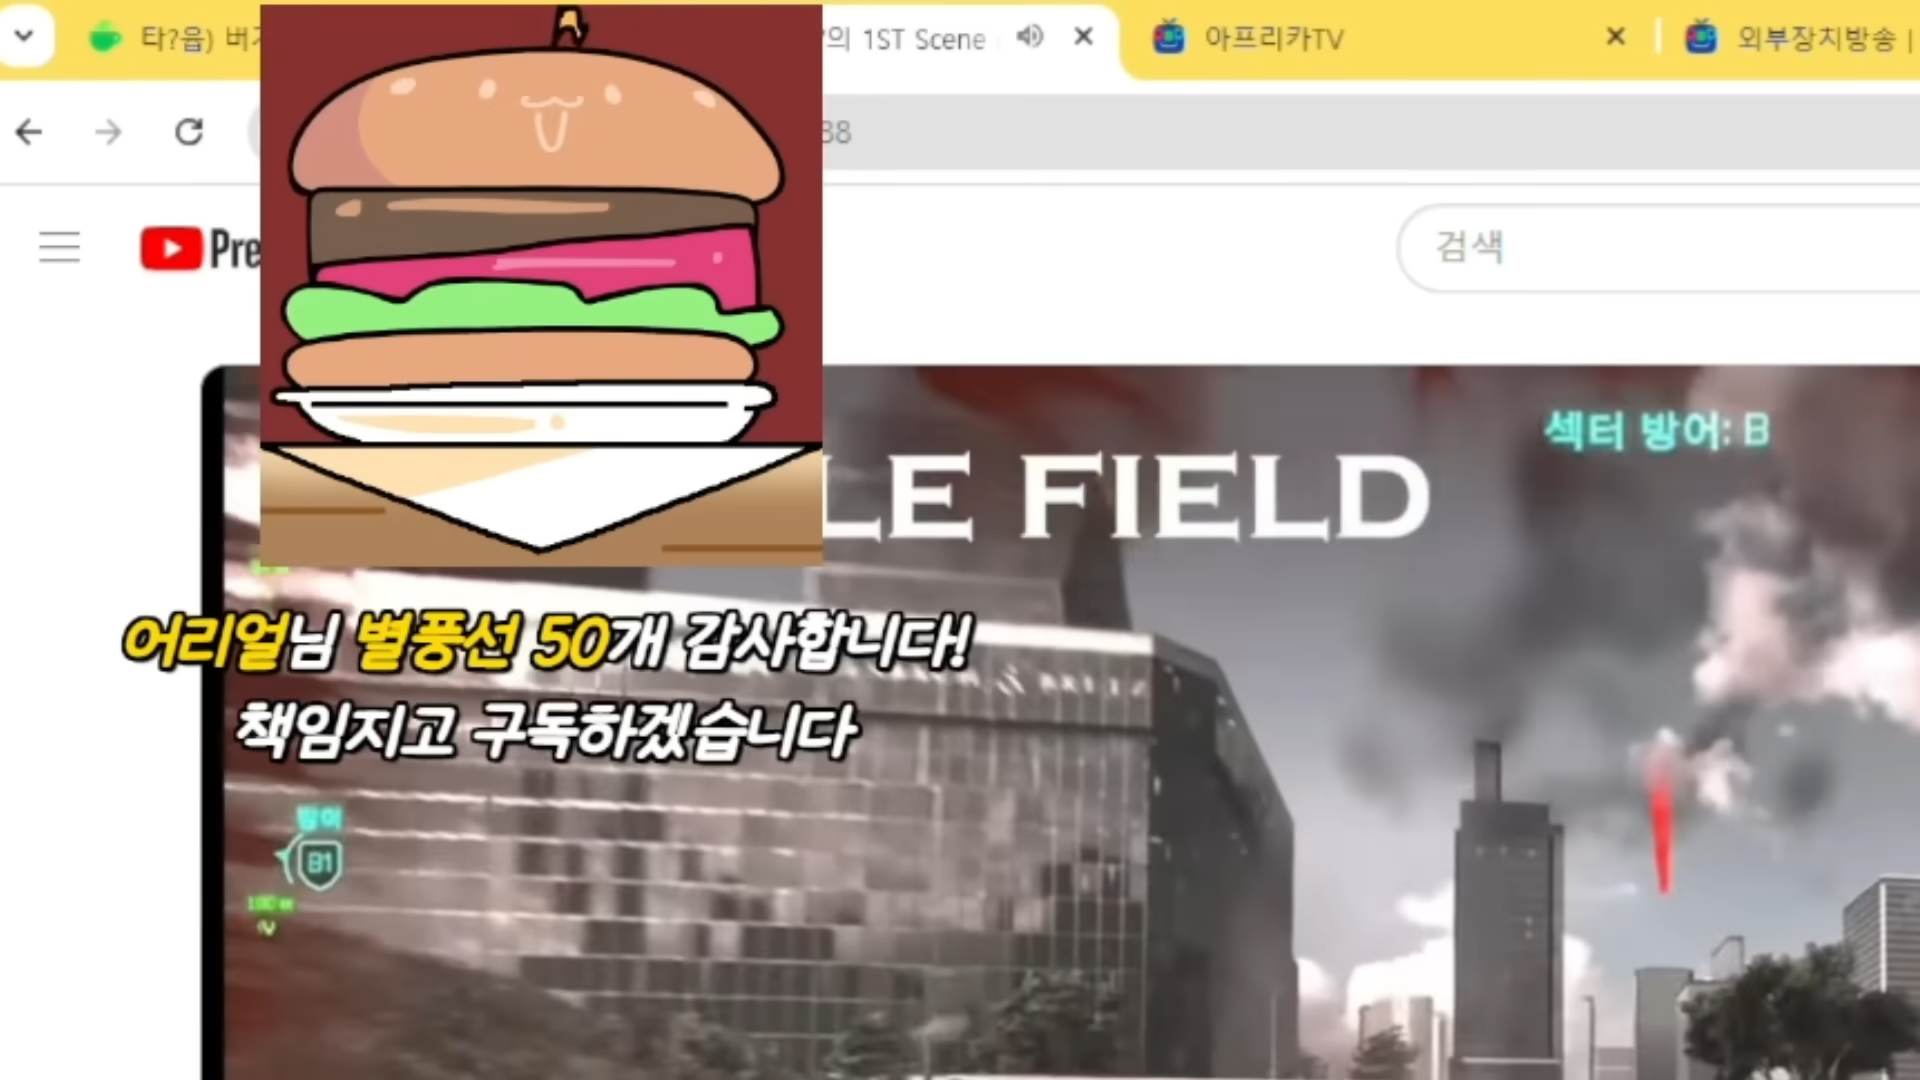 타?읍) 버
의 1ST Scene
아프리카TV
외부장치방송 |
38
Pre
검색
섹터 방어: B
LE FIELD
어리얼님 별풍선 50개 감사합니다!
책임지고 구독하겠습니다
방어
B1